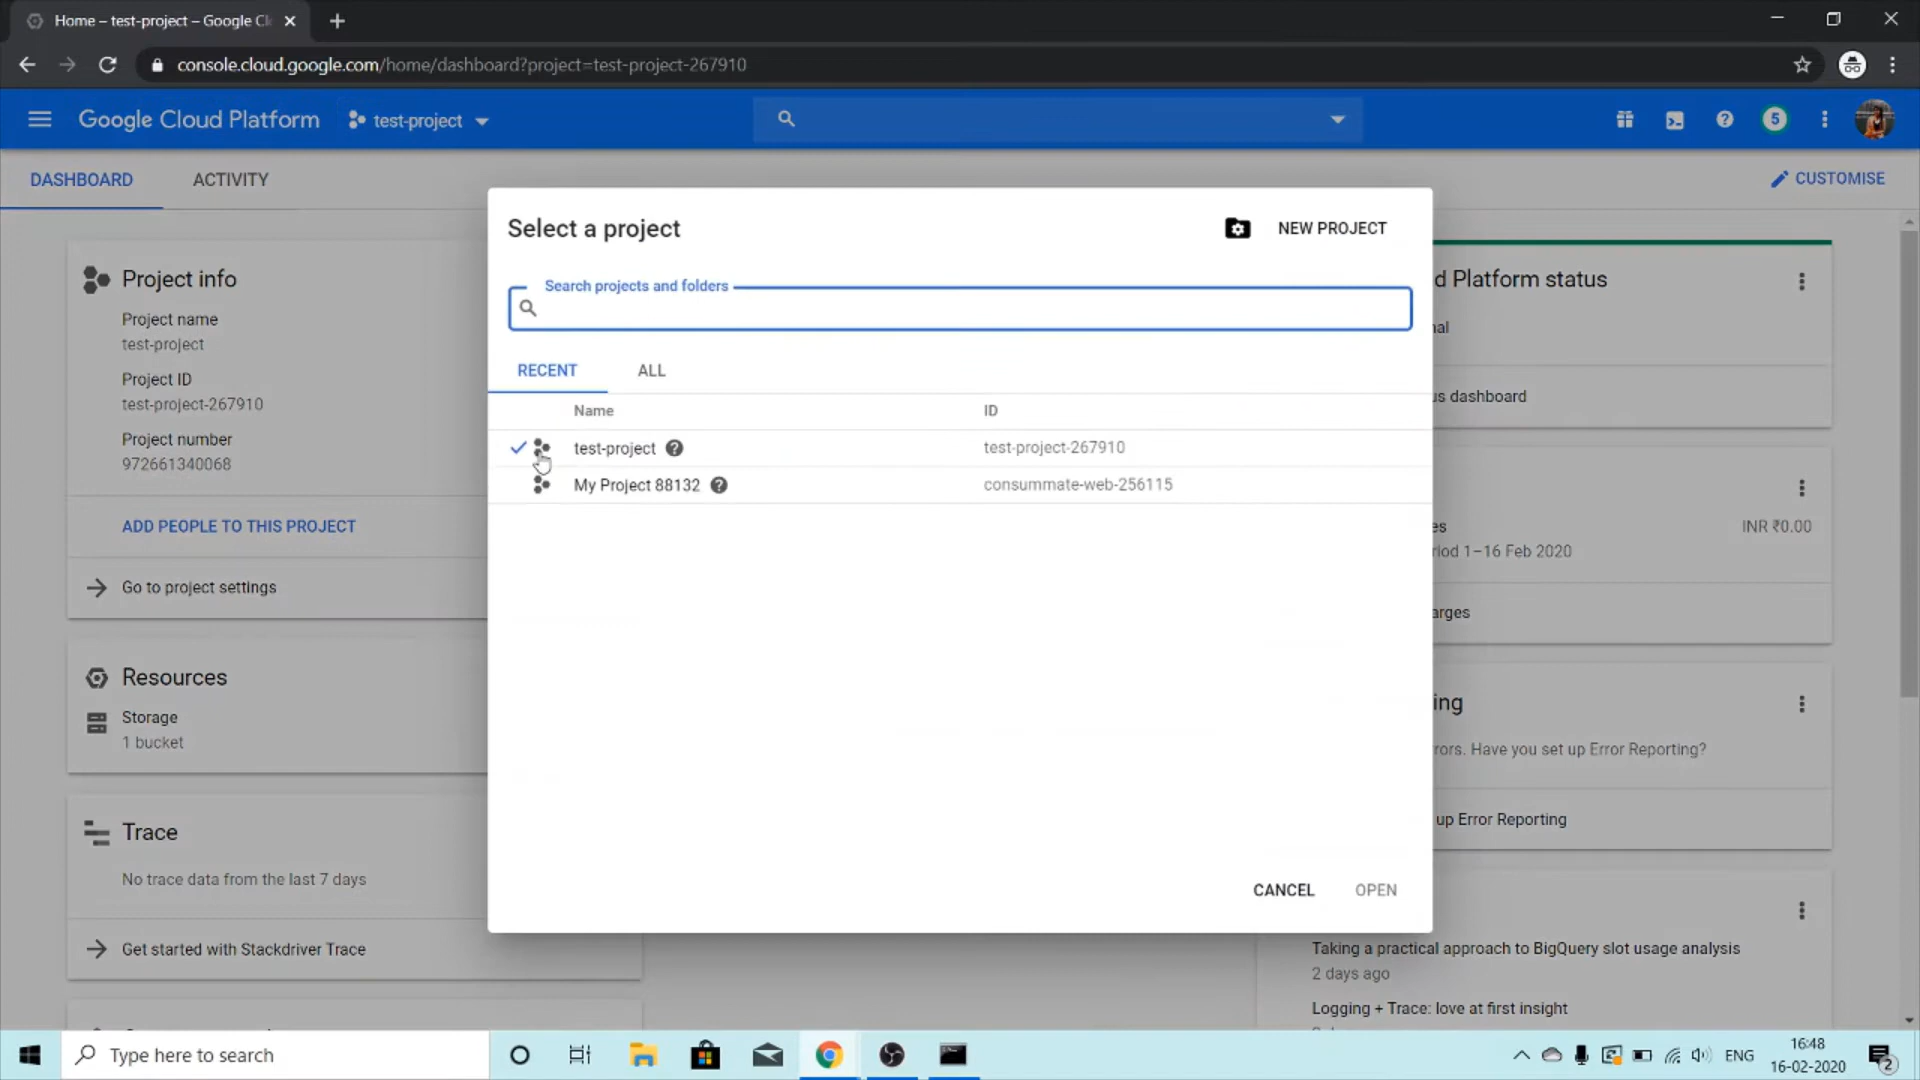 Home – test-project – Google Cl
console.cloud.google.com/home/dashboard?project=test-project-267910
Google Cloud Platform
test-project
5
DASHBOARD
ACTIVITY
CUSTOMISE
Project info
Project name
test-project
Project ID
test-project-267910
Project number
972661340068
ADD PEOPLE TO THIS PROJECT
Go to project settings
Resources
Storage
1 bucket
Trace
No trace data from the last 7 days
Get started with Stackdriver Trace
Select a project
NEW PROJECT
Search projects and folders
RECENT
ALL
Name
ID
test-project
test-project-267910
My Project 88132
consummate-web-256115
CANCEL
OPEN
d Platform status
nal
us dashboard
es
INR ₹0.00
riod 1–16 Feb 2020
arges
ing
rors. Have you set up Error Reporting?
up Error Reporting
Taking a practical approach to BigQuery slot usage analysis
2 days ago
Logging + Trace: love at first insight
Type here to search
ENG
16:48
16-02-2020
2